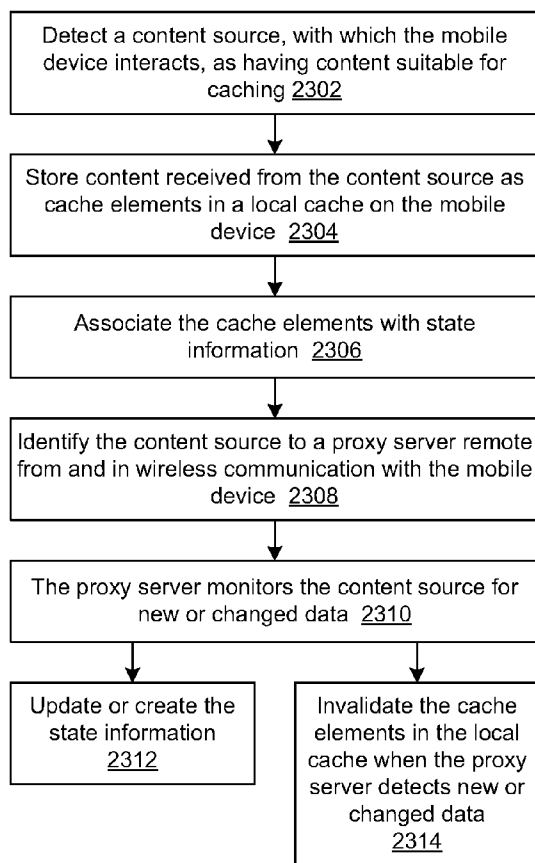 Detect a content source, with which the mobile
device interacts, as having content suitable for
caching 2302
Store content received from the content source as
cache elements in a local cache on the mobile
device 2304
Associate the cache elements with state
information 2306
Identify the content source to a proxy server remote
from and in wireless communication with the mobile
device 2308
The proxy server monitors the content source for
new or changed data 2310
Update or create the
state information
2312
Invalidate the cache
elements in the local
cache when the proxy
server detects new or
changed data
2314